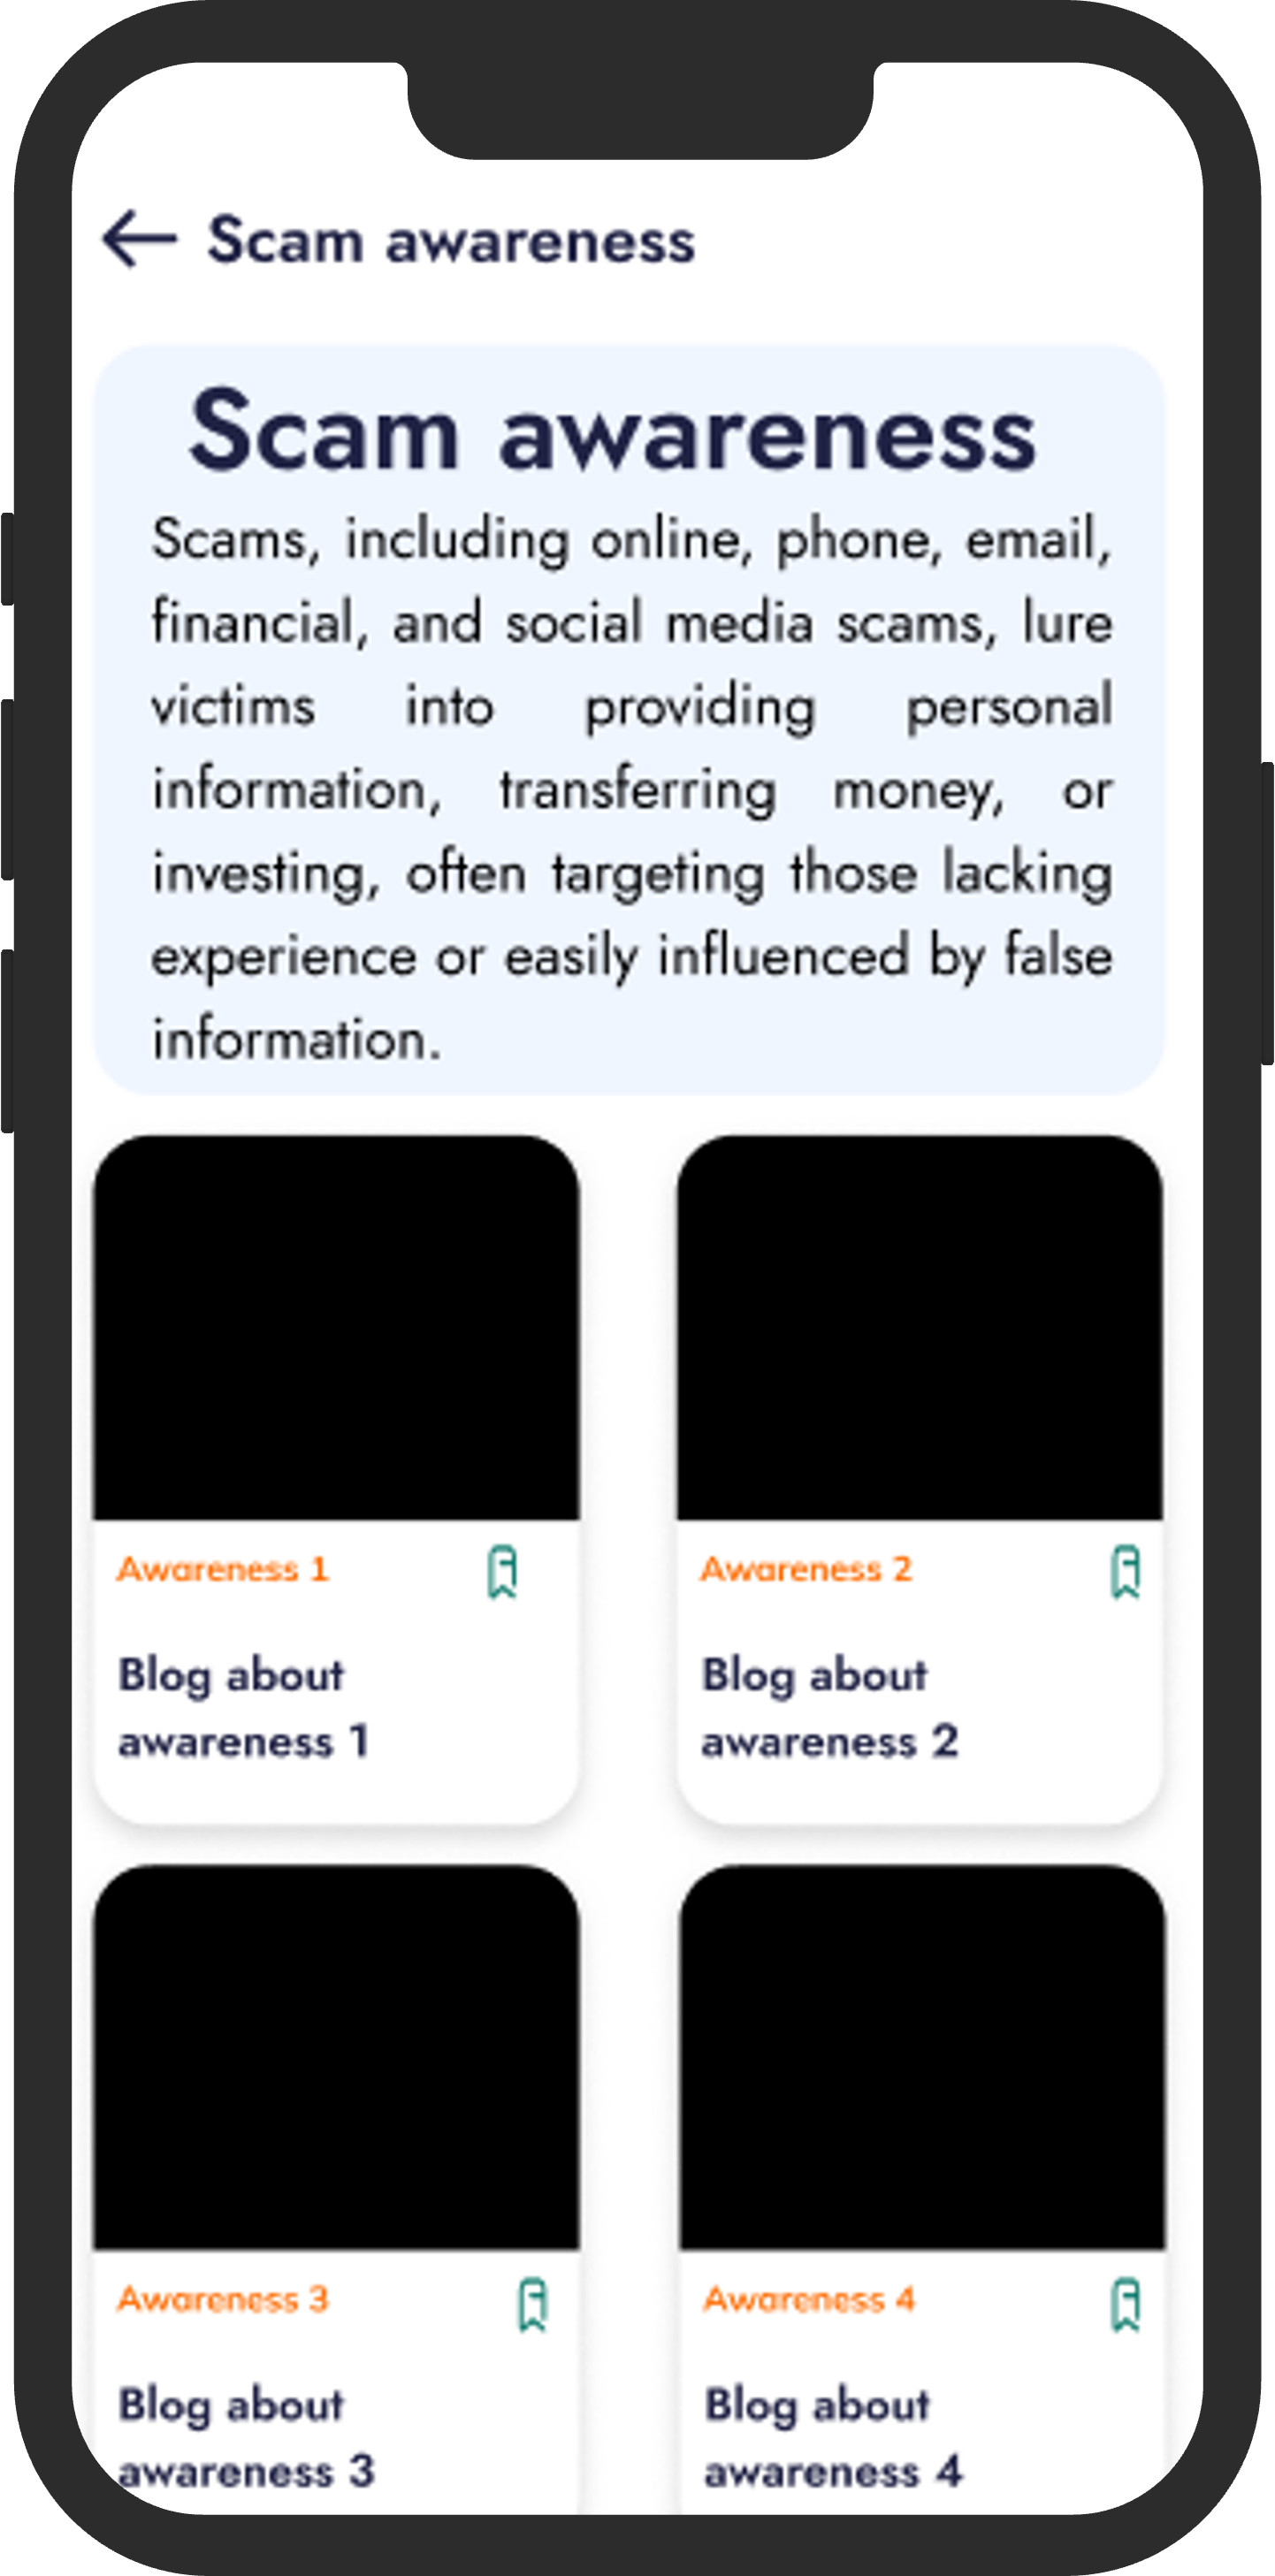 Scam awareness
Scam awareness
Scams, including online, phone, email,
financial, and social media scams, lure
victims into providing personal
information, transferring money, or
investing, often targeting those lacking
experience or easily influenced by false
information.
Awareness 1
Blog about
awareness 1
Awareness 2
Blog about
awareness 2
Awareness 3
Blog about
awareness 3
Awareness 4
Blog about
awareness 4